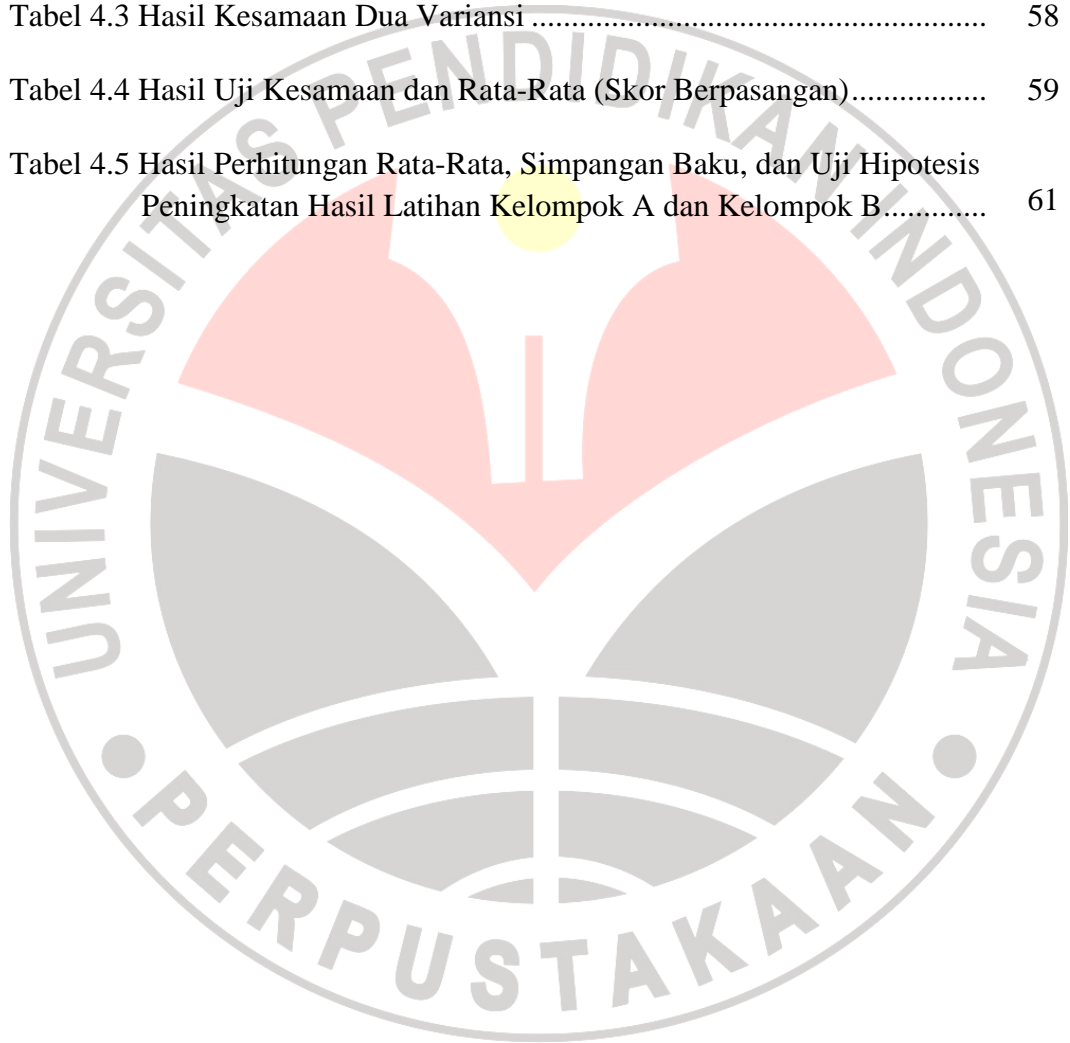 Tabel 4.3 Hasil Kesamaan Dua Variansi ........................................................... 58
Tabel 4.4 Hasil Uji Kesamaan dan Rata-Rata (Skor Berpasangan)................. 59
Tabel 4.5 Hasil Perhitungan Rata-Rata, Simpangan Baku, dan Uji Hipotesis
Peningkatan Hasil Latihan Kelompok A dan Kelompok B............. 61
UNIVERSITAS PENDIDIKAN INDONESIA
PERPUSTAKAAN